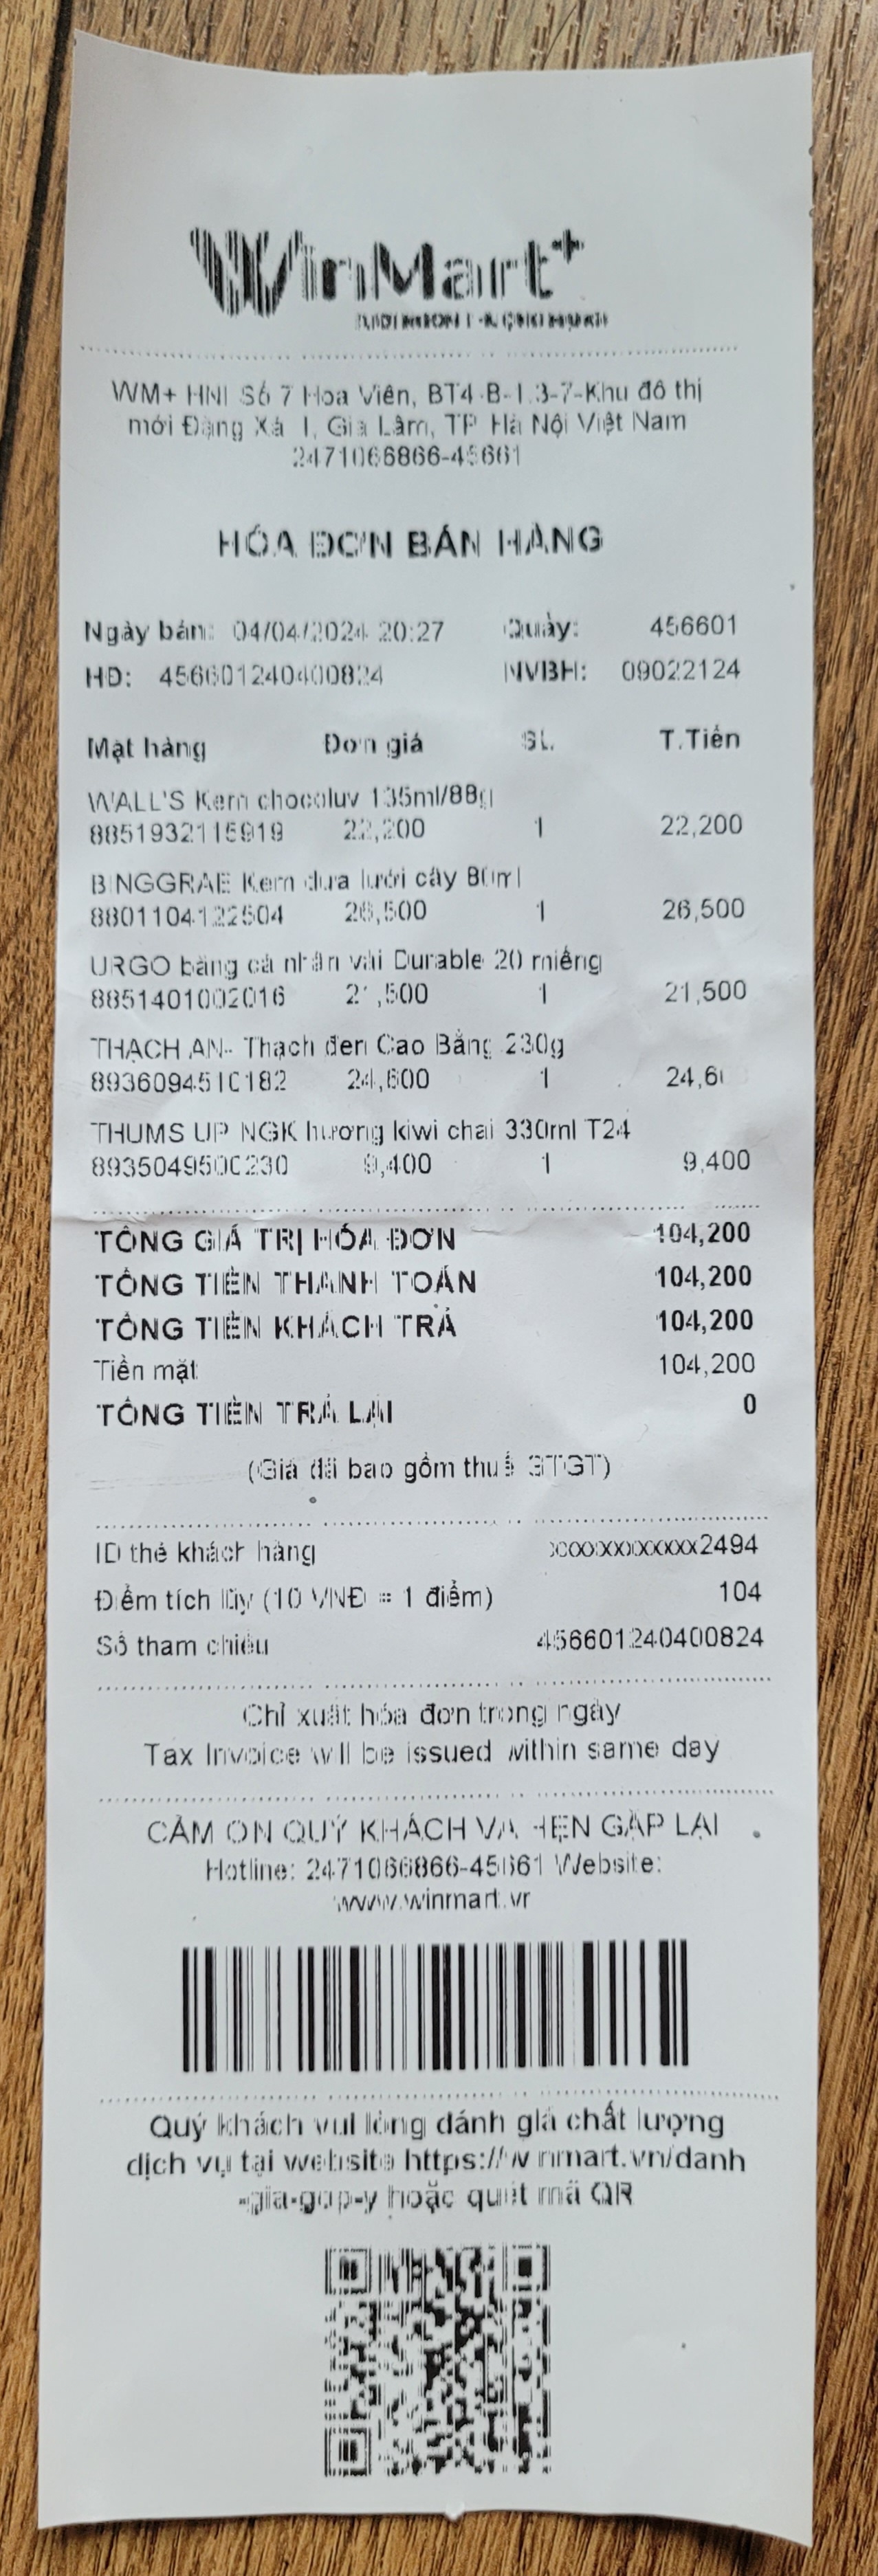 WinMart+
WM+ HNI Số 7 Hoa Viên, BT4-B-1.3-7-Khu đô thị
mới Đặng Xá I, Gia Lâm, TP. Hà Nội Việt Nam
2471066866-45661
HÓA ĐƠN BÁN HÀNG
Ngày bán: 04/04/2024 20:27 Quầy: 456601
HD: 456601240400824 NVBH: 09022124
Mặt hàng Đơn giá SL T.Tiền
WALL'S Kem chocoluv 135ml/88g
8851932115919 22,200 1 22,200
BINGGRAE Kem dưa lưới cây 80ml
8801104122504 26,500 1 26,500
URGO băng cá nhân vải Durable 20 miếng
8851401002016 21,500 1 21,500
THẠCH AN- Thạch đen Cao Bằng 230g
8936094510182 24,600 1 24,6
THUMS UP NGK hương kiwi chai 330ml T24
8935049500230 9,400 1 9,400
TỔNG GIÁ TRỊ HÓA ĐƠN 104,200
TỔNG TIỀN THANH TOÁN 104,200
TỔNG TIỀN KHÁCH TRẢ 104,200
Tiền mặt 104,200
TỔNG TIỀN TRẢ LẠI 0
(Giá đã bao gồm thuế GTGT)
ID thẻ khách hàng xxxxxxxxxxxx2494
Điểm tích lũy (10 VNĐ = 1 điểm) 104
Số tham chiếu 456601240400824
Chỉ xuất hóa đơn trong ngày
Tax Invoice will be issued within same day
CẢM ƠN QUÝ KHÁCH VÀ HẸN GẶP LẠI
Hotline: 2471066866-45661 Website:
www.winmart.vn
Quý khách vui lòng đánh giá chất lượng
dịch vụ tại website https://winmart.vn/danh
-gia-gop-y hoặc quét mã QR